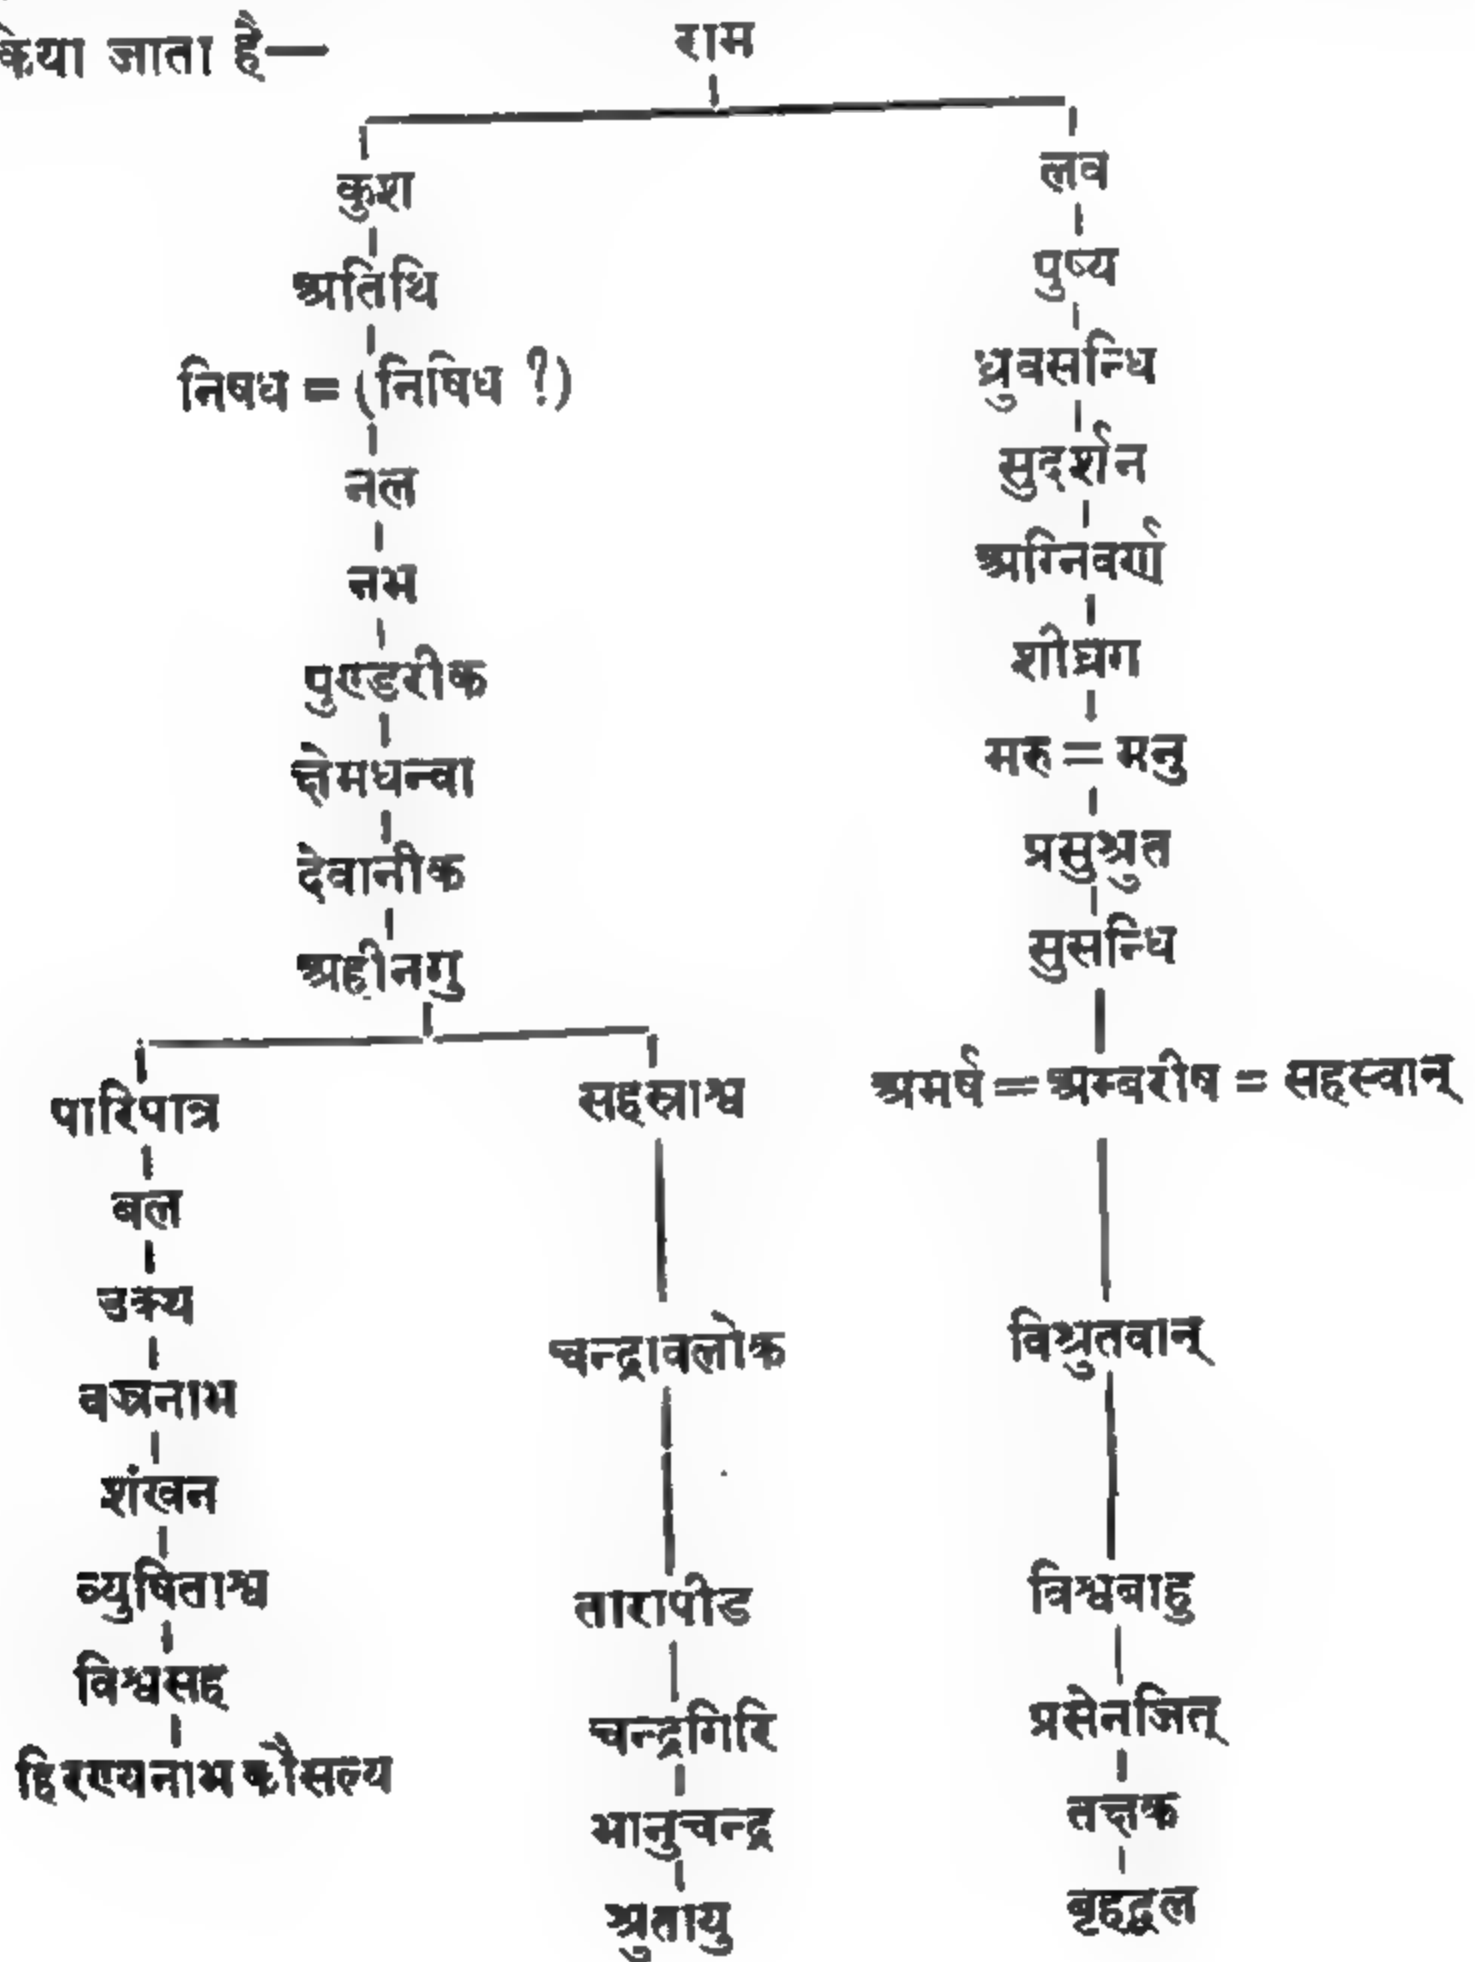 किया जाता है—
राम
कुश
अतिथि
निषध = (निषिध ?)
नल
नभ
पुण्डरीक
क्षेमधन्वा
देवानीक
अहीनगु
पारिपात्र
बल
उक्थ
वज्रनाभ
शंखन
व्युषिताश्व
विश्वसह
हिरण्यनाभ कौसल्य
सहस्राश्व
चन्द्रावलोक
तारापीड
चन्द्रगिरि
भानुचन्द्र
श्रुतायु
लव
पुष्य
ध्रुवसन्धि
सुदर्शन
अग्निवर्ण
शीघ्रग
मरु = मनु
प्रसुश्रुत
सुसन्धि
अमर्ष = अम्बरीष = सहस्वान्
विश्रुतवान्
विश्वबाहु
प्रसेनजित्
तक्षक
बृहद्बल